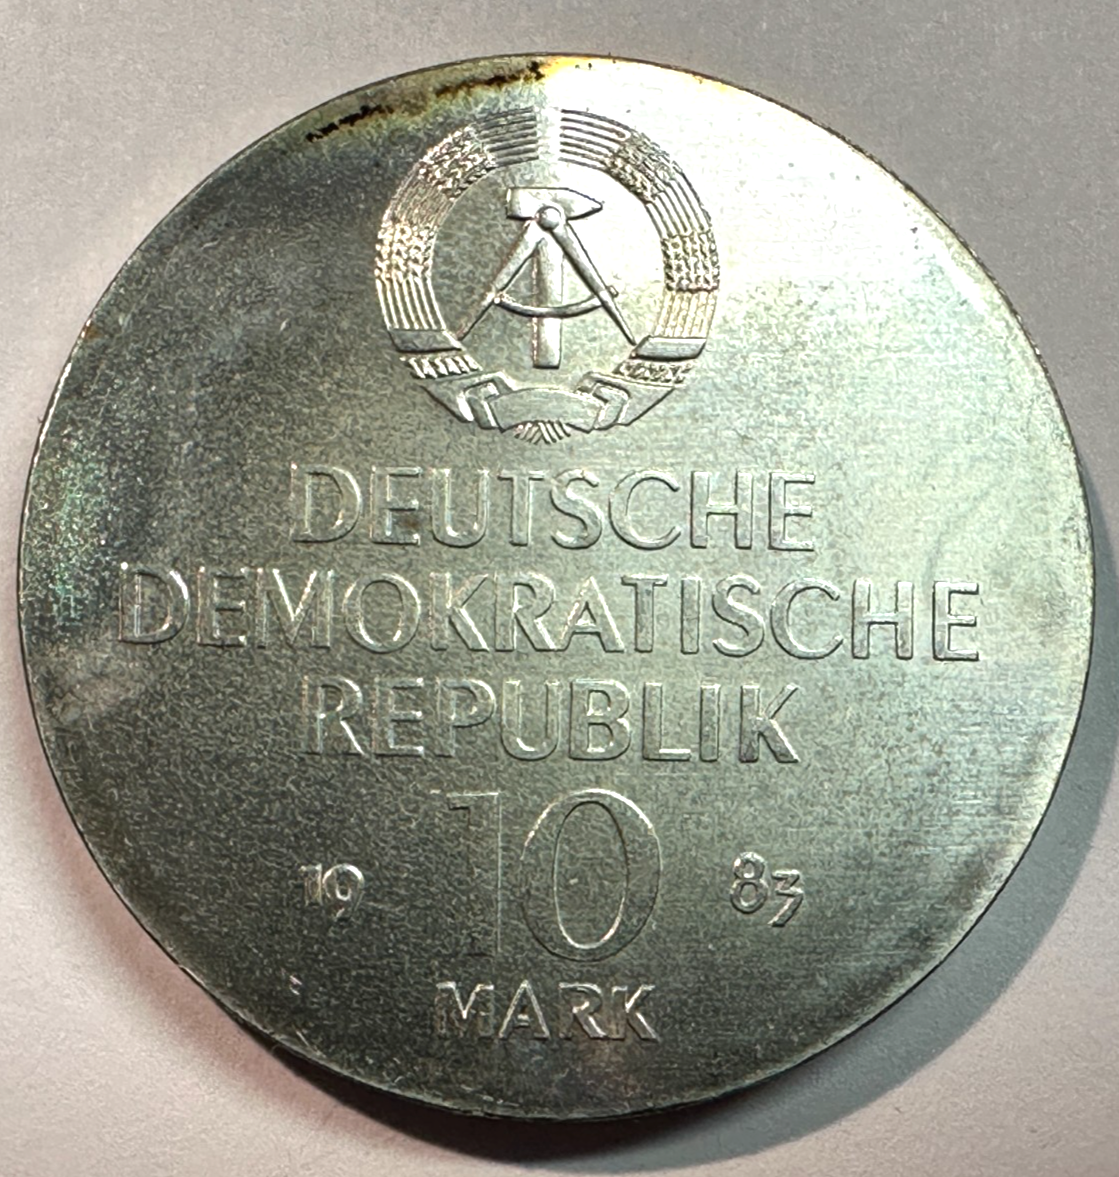 DEUTSCHE
DEMOKRATISCHE
REPUBLIK
19 10 83
MARK